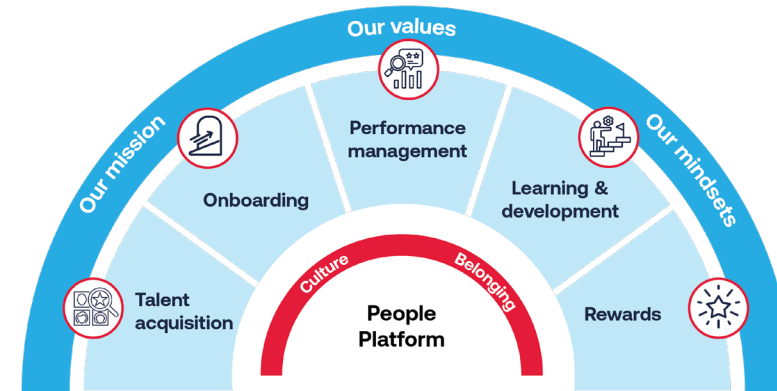 Our values
Our mission
Our mindsets
Performance
management
Onboarding
Learning &
development
Talent
acquisition
Rewards
Culture
Belonging
People
Platform